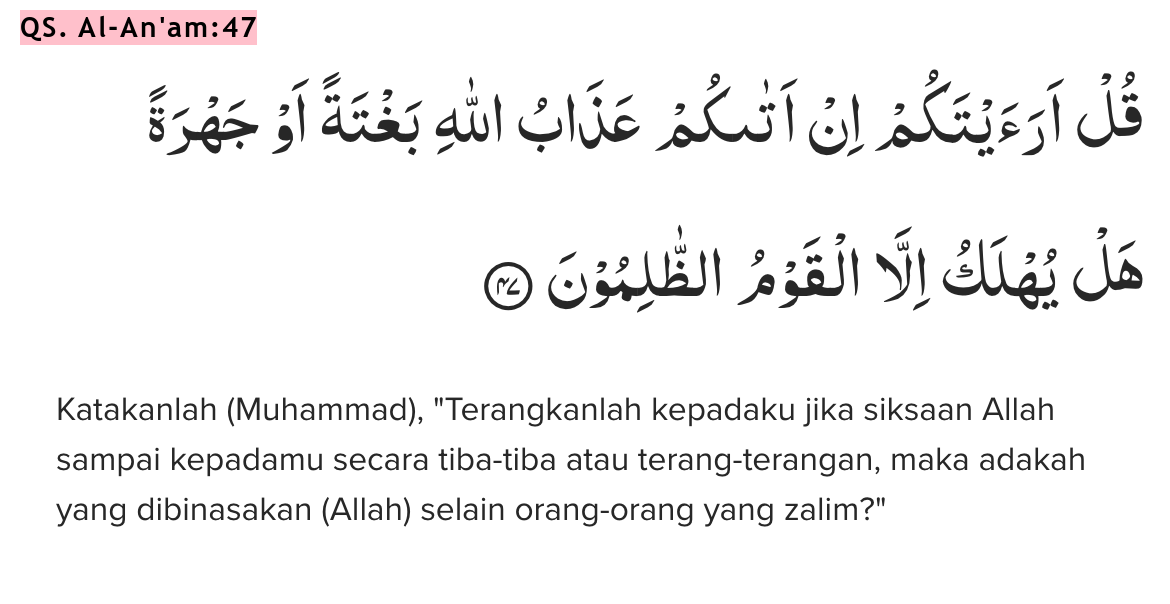 QS. Al-An'am:47
قُلْ اَرَءَيْتَكُمْ اِنْ اَتٰىكُمْ عَذَابُ اللّٰهِ بَغْتَةً اَوْ جَهْرَةً
هَلْ يُهْلَكُ اِلَّا الْقَوْمُ الظّٰلِمُوْنَ ٤٧
Katakanlah (Muhammad), "Terangkanlah kepadaku jika siksaan Allah
sampai kepadamu secara tiba-tiba atau terang-terangan, maka adakah
yang dibinasakan (Allah) selain orang-orang yang zalim?"